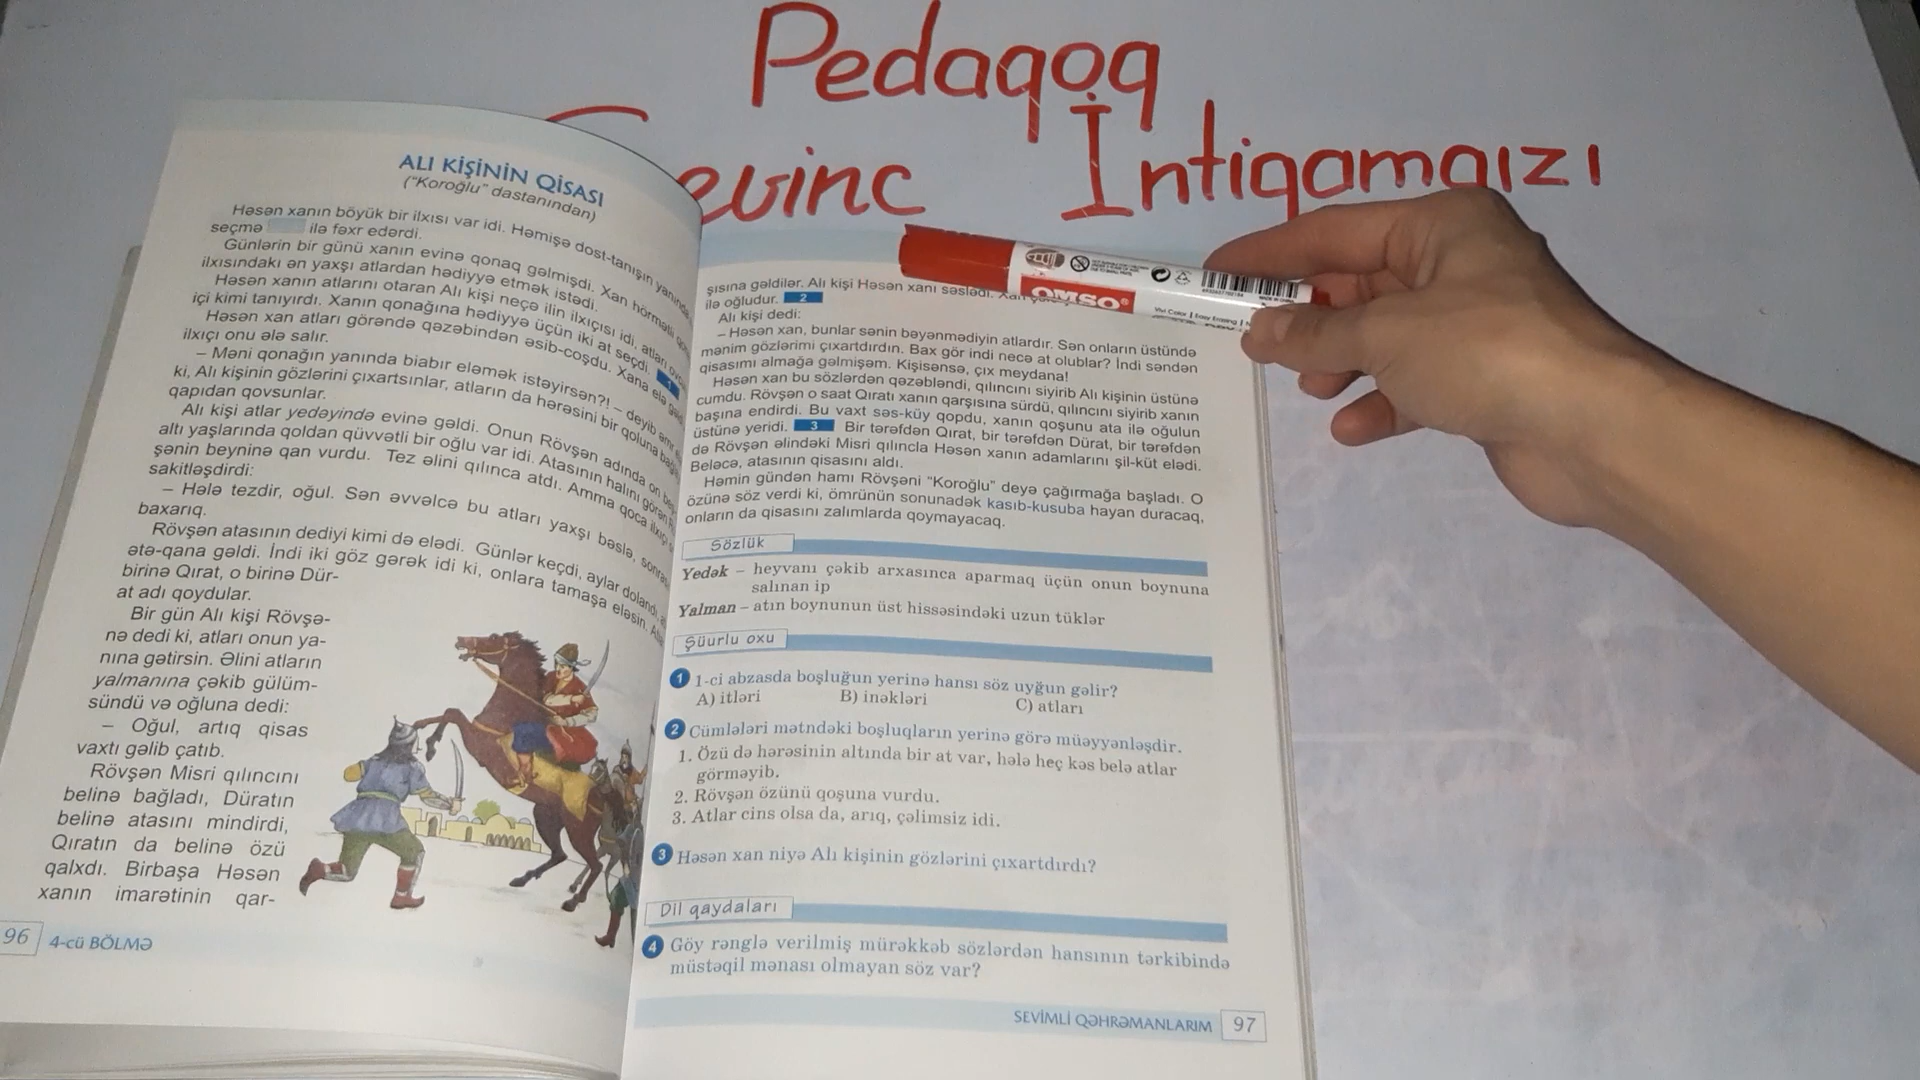 Pedaqoq
evinc İntiqamqızı
ALI KİŞİNİN QİSASI
("Koroğlu" dastanından)
Həsən xanın böyük bir ilxısı var idi. Həmişə dost-tanışın yanında
seçmə ilə fəxr edərdi.
Günlərin bir günü xanın evinə qonaq gəlmişdi. Xan hörmətli
ilxısındakı ən yaxşı atlardan hədiyyə etmək istədi.
Həsən xanın atlarını otaran Alı kişi neçə ilin ilxıçısı idi, atları
içi kimi tanıyırdı. Xanın qonağına hədiyyə üçün iki at seçdi. 1
Həsən xan atları görəndə qəzəbindən əsib-coşdu. Xana elə gəldi
ilxıçı onu ələ salır.
– Məni qonağın yanında biabır eləmək istəyirsən?! – deyib əmr
ki, Alı kişinin gözlərini çıxartsınlar, atların da hərəsini bir qoluna
qapıdan qovsunlar.
Alı kişi atlar yedəyində evinə gəldi. Onun Rövşən adında on
altı yaşlarında qoldan qüvvətli bir oğlu var idi. Atasının halını görən
şənin beyninə qan vurdu. Tez əlini qılınca atdı. Amma qoca ilxıçı
sakitləşdirdi:
– Hələ tezdir, oğul. Sən əvvəlcə bu atları yaxşı bəslə,
baxarıq.
Rövşən atasının dediyi kimi də elədi. Günlər keçdi, aylar dolandı,
ətə-qana gəldi. İndi iki göz gərək idi ki, onlara tamaşa eləsin.
birinə Qırat, o birinə Dür-
at adı qoydular.
Bir gün Alı kişi Rövşə-
nə dedi ki, atları onun ya-
nına gətirsin. Əlini atların
yalmanına çəkib gülüm-
sündü və oğluna dedi:
– Oğul, artıq qisas
vaxtı gəlib çatıb.
Rövşən Misri qılıncını
belinə bağladı, Düratın
belinə atasını mindirdi,
Qıratın da belinə özü
qalxdı. Birbaşa Həsən
xanın imarətinin qar-
96 4-cü BÖLMƏ
şısına gəldilər. Alı kişi Həsən xanı səslədi.
ilə oğludur. 2
Alı kişi dedi:
– Həsən xan, bunlar sənin bəyənmədiyin atlardır. Sən onların üstündə
mənim gözlərimi çıxartdırdın. Bax gör indi necə at olublar? İndi səndən
qisasımı almağa gəlmişəm. Kişisənsə, çıx meydana!
Həsən xan bu sözlərdən qəzəbləndi, qılıncını siyirib Alı kişinin üstünə
cumdu. Rövşən o saat Qıratı xanın qarşısına sürdü, qılıncını siyirib xanın
başına endirdi. Bu vaxt səs-küy qopdu, xanın qoşunu ata ilə oğulun
üstünə yeridi. 3 Bir tərəfdən Qırat, bir tərəfdən Dürat, bir tərəfdən
də Rövşən əlindəki Misri qılıncla Həsən xanın adamlarını şil-küt elədi.
Beləcə, atasının qisasını aldı.
Həmin gündən hamı Rövşəni "Koroğlu" deyə çağırmağa başladı. O
özünə söz verdi ki, ömrünün sonunadək kasıb-kusuba hayan duracaq,
onların da qisasını zalımlarda qoymayacaq.
Sözlük
Yedək – heyvanı çəkib arxasınca aparmaq üçün onun boynuna
salınan ip
Yalman – atın boynunun üst hissəsindəki uzun tüklər
Şüurlu oxu
1 1-ci abzasda boşluğun yerinə hansı söz uyğun gəlir?
A) itləri B) inəkləri C) atları
2 Cümlələri mətndəki boşluqların yerinə görə müəyyənləşdir.
1. Özü də hərəsinin altında bir at var, hələ heç kəs belə atlar
görməyib.
2. Rövşən özünü qoşuna vurdu.
3. Atlar cins olsa da, arıq, çəlimsiz idi.
3 Həsən xan niyə Alı kişinin gözlərini çıxartdırdı?
Dil qaydaları
4 Göy rənglə verilmiş mürəkkəb sözlərdən hansının tərkibində
müstəqil mənası olmayan söz var?
SEVİMLİ QƏHRƏMANLARIM 97
OMSO®